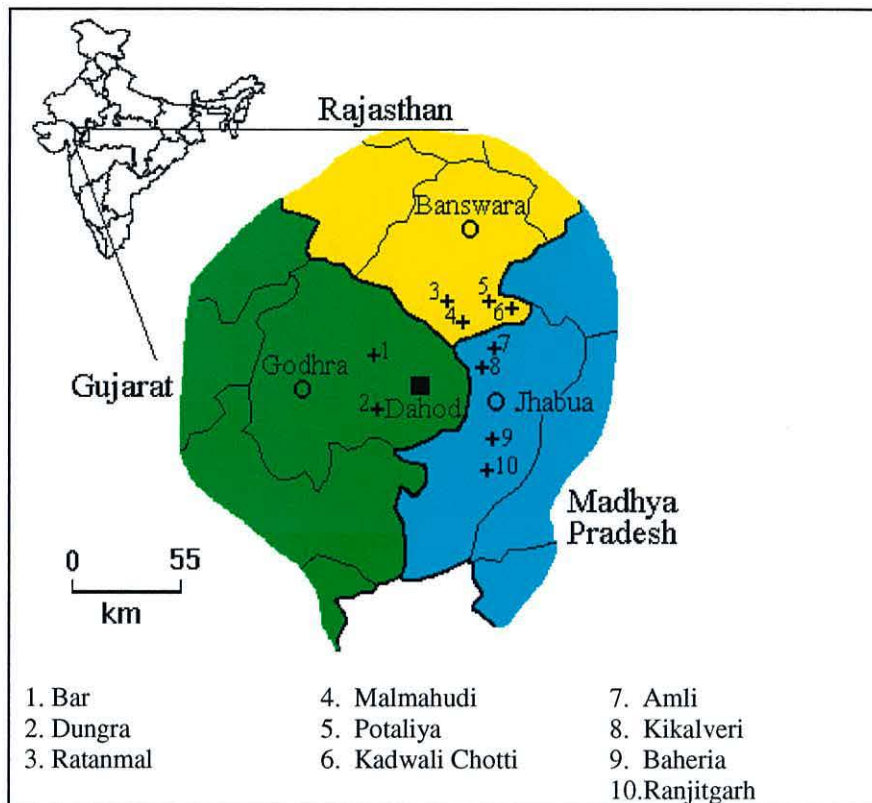 Rajasthan
Banswara
3
5
4
6
1
7
Godhra
8
Gujarat
2
Dahod
Jhabua
9
10
Madhya
Pradesh
0 55
km
1. Bar
2. Dungra
3. Ratanmal
4. Malmahudi
5. Potaliya
6. Kadwali Chotti
7. Amli
8. Kikalveri
9. Baheria
10.Ranjitgarh